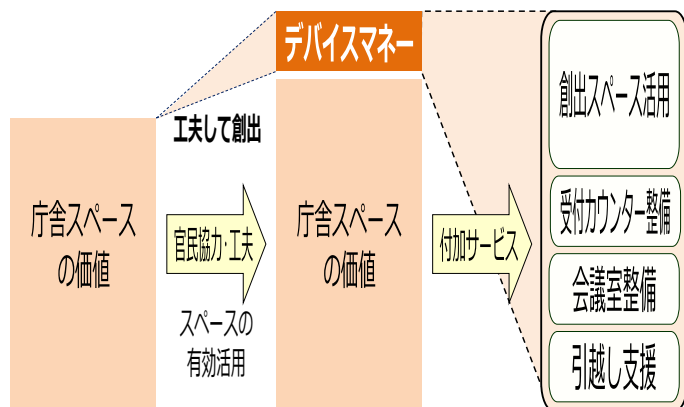 デバイスマネー
工夫して創出
庁舎スペース
の価値
官民協力・工夫
スペースの
有効活用
庁舎スペース
の価値
付加サービス
創出スペース活用
受付カウンター整備
会議室整備
引越し支援